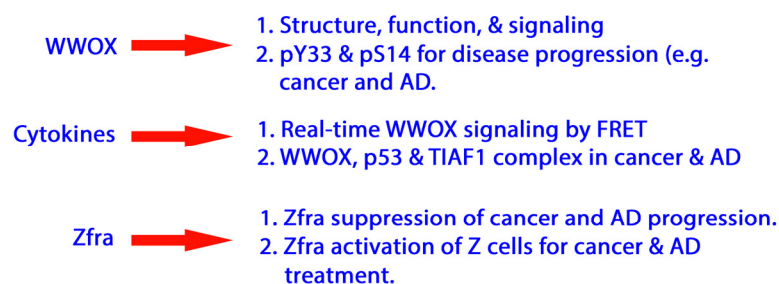 WWOX
1. Structure, function, & signaling
2. pY33 & pS14 for disease progression (e.g.
cancer and AD.
Cytokines
1. Real-time WWOX signaling by FRET
2. WWOX, p53 & TIAF1 complex in cancer & AD
Zfra
1. Zfra suppression of cancer and AD progression.
2. Zfra activation of Z cells for cancer & AD
treatment.